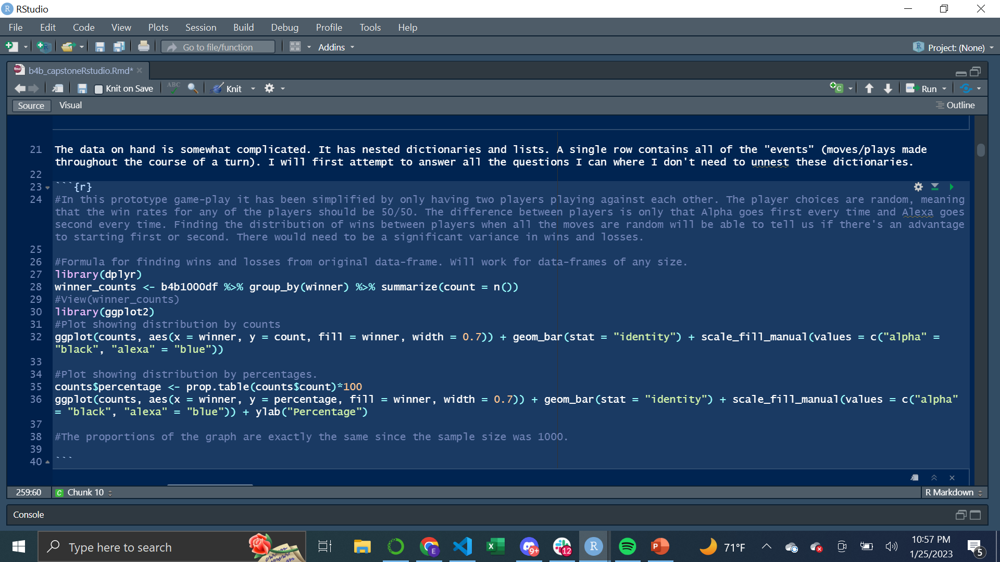 RStudio
File Edit Code View Plots Session Build Debug Profile Tools Help
Go to file/function Addins Project: (None)
b4b_capstoneRstudio.Rmd*
Knit on Save ABC Knit Run
Source Visual Outline
21 The data on hand is somewhat complicated. It has nested dictionaries and lists. A single row contains all of the "events" (moves/plays made
throughout the course of a turn). I will first attempt to answer all the questions I can where I don't need to unnest these dictionaries.
22
23 ```{r}
24 #In this prototype game-play it has been simplified by only having two players playing against each other. The player choices are random, meaning
that the win rates for any of the players should be 50/50. The difference between players is only that Alpha goes first every time and Alexa goes
second every time. Finding the distribution of wins between players when all the moves are random will be able to tell us if there's an advantage
to starting first or second. There would need to be a significant variance in wins and losses.
25
26 #Formula for finding wins and losses from original data-frame. Will work for data-frames of any size.
27 library(dplyr)
28 winner_counts <- b4b1000df %>% group_by(winner) %>% summarize(count = n())
29 #View(winner_counts)
30 library(ggplot2)
31 #Plot showing distribution by counts
32 ggplot(counts, aes(x = winner, y = count, fill = winner, width = 0.7)) + geom_bar(stat = "identity") + scale_fill_manual(values = c("alpha" =
"black", "alexa" = "blue"))
33
34 #Plot showing distribution by percentages.
35 counts$percentage <- prop.table(counts$count)*100
36 ggplot(counts, aes(x = winner, y = percentage, fill = winner, width = 0.7)) + geom_bar(stat = "identity") + scale_fill_manual(values = c("alpha"
= "black", "alexa" = "blue")) + ylab("Percentage")
37
38 #The proportions of the graph are exactly the same since the sample size was 1000.
39
40 ```
259:60 C Chunk 10 R Markdown
Console
Type here to search 71°F 10:57 PM
1/25/2023
E 9+ 12 R P 5